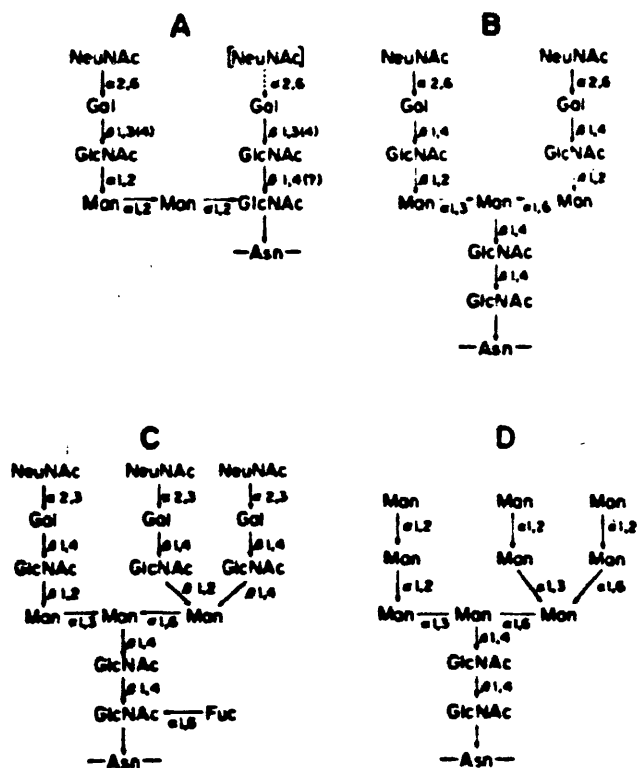 A B
NeuNAc [NeuNAc] NeuNAc NeuNAc
α2,6 α2,6 α2,6 α2,6
Gal Gal Gal Gal
β1,3(4) β1,3(4) β1,4 β1,4
GlcNAc GlcNAc GlcNAc GlcNAc
α1,2 β1,4(?) β1,2 β1,2
Man α1,2 Man α1,2 GlcNAc Man α1,3 Man α1,6 Man
β1,4
—Asn— GlcNAc
β1,4
GlcNAc
—Asn—
C D
NeuNAc NeuNAc NeuNAc Man Man Man
α2,3 α2,3 α2,3 α1,2 α1,2 α1,2
Gal Gal Gal Man Man Man
β1,4 β1,4 β1,4
GlcNAc GlcNAc GlcNAc
β1,2 β1,2 β1,4 α1,2 α1,3 α1,6
Man α1,3 Man α1,6 Man Man α1,3 Man α1,6 Man
β1,4 β1,4
GlcNAc GlcNAc
β1,4 β1,4
GlcNAc α1,6 Fuc GlcNAc
—Asn— —Asn—